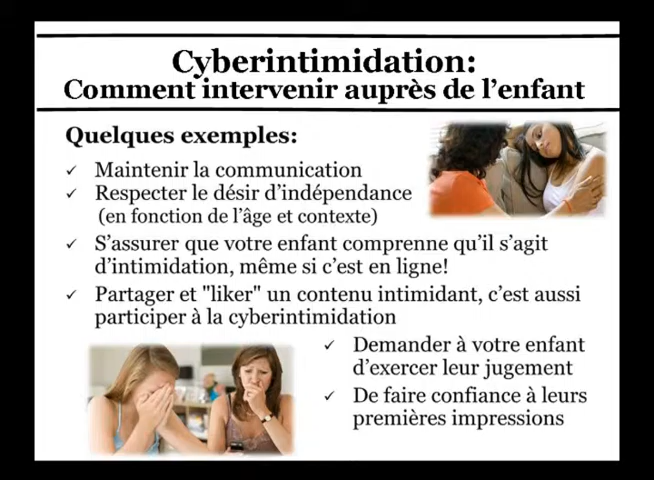 Cyberintimidation:
Comment intervenir auprès de l'enfant
Quelques exemples:
✓ Maintenir la communication
✓ Respecter le désir d'indépendance
(en fonction de l'âge et contexte)
✓ S'assurer que votre enfant comprenne qu'il s'agit
d'intimidation, même si c'est en ligne!
✓ Partager et "liker" un contenu intimidant, c'est aussi
participer à la cyberintimidation
✓ Demander à votre enfant
d'exercer leur jugement
✓ De faire confiance à leurs
premières impressions